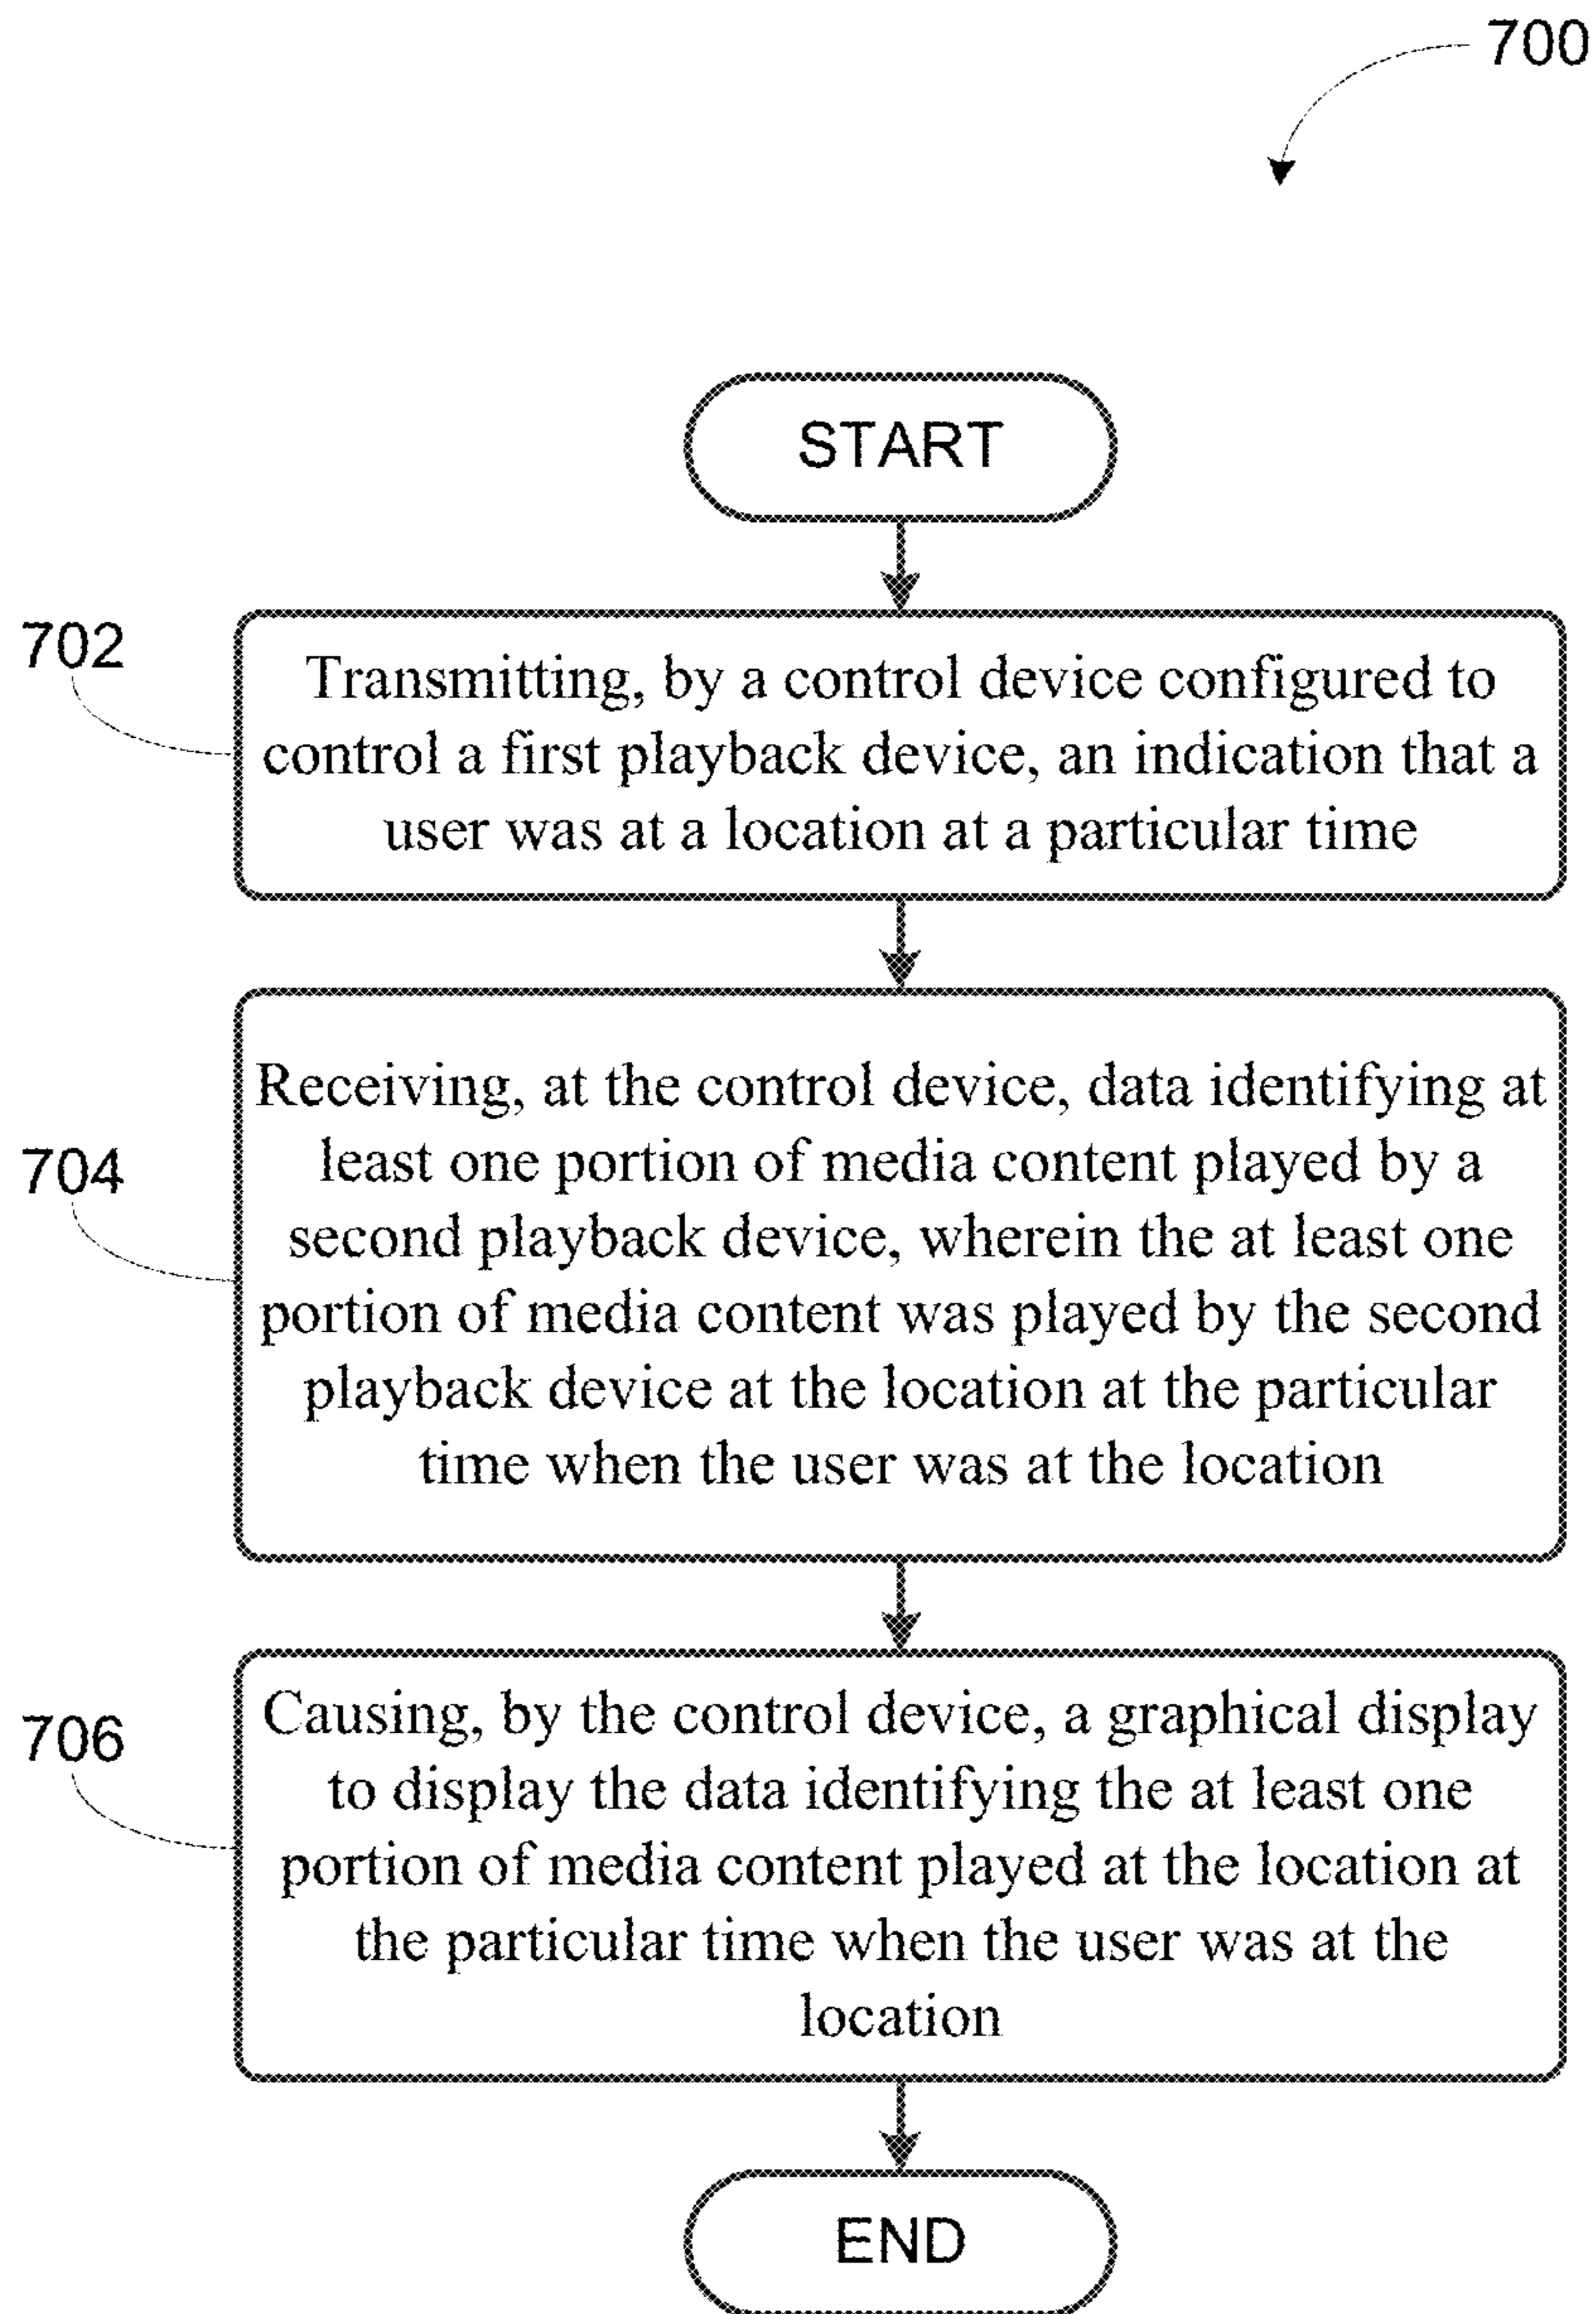 700
START
702
Transmitting, by a control device configured to
control a first playback device, an indication that a
user was at a location at a particular time
704
Receiving, at the control device, data identifying at
least one portion of media content played by a
second playback device, wherein the at least one
portion of media content was played by the second
playback device at the location at the particular
time when the user was at the location
706
Causing, by the control device, a graphical display
to display the data identifying the at least one
portion of media content played at the location at
the particular time when the user was at the
location
END